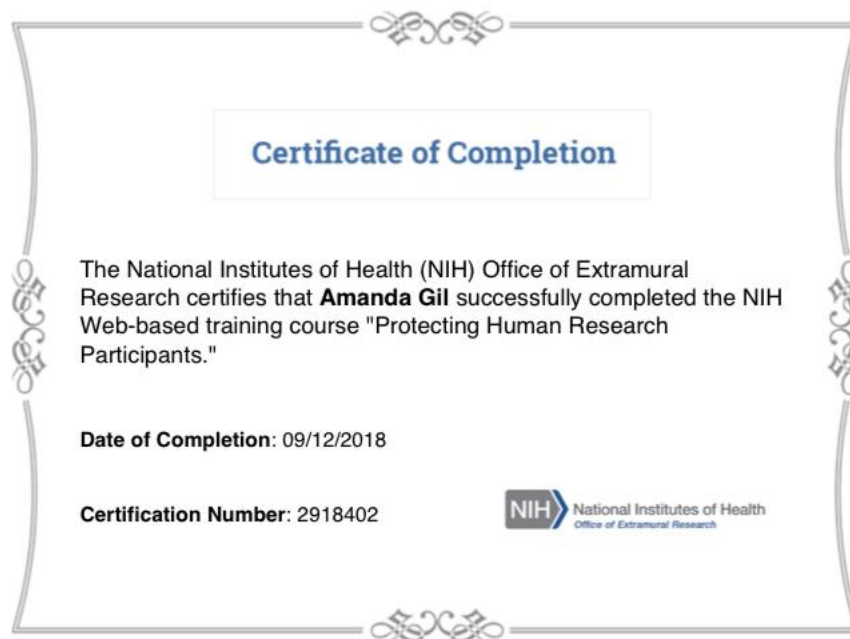 Certificate of Completion
The National Institutes of Health (NIH) Office of Extramural
Research certifies that Amanda Gil successfully completed the NIH
Web-based training course "Protecting Human Research
Participants."
Date of Completion: 09/12/2018
Certification Number: 2918402
NIH National Institutes of Health
Office of Extramural Research